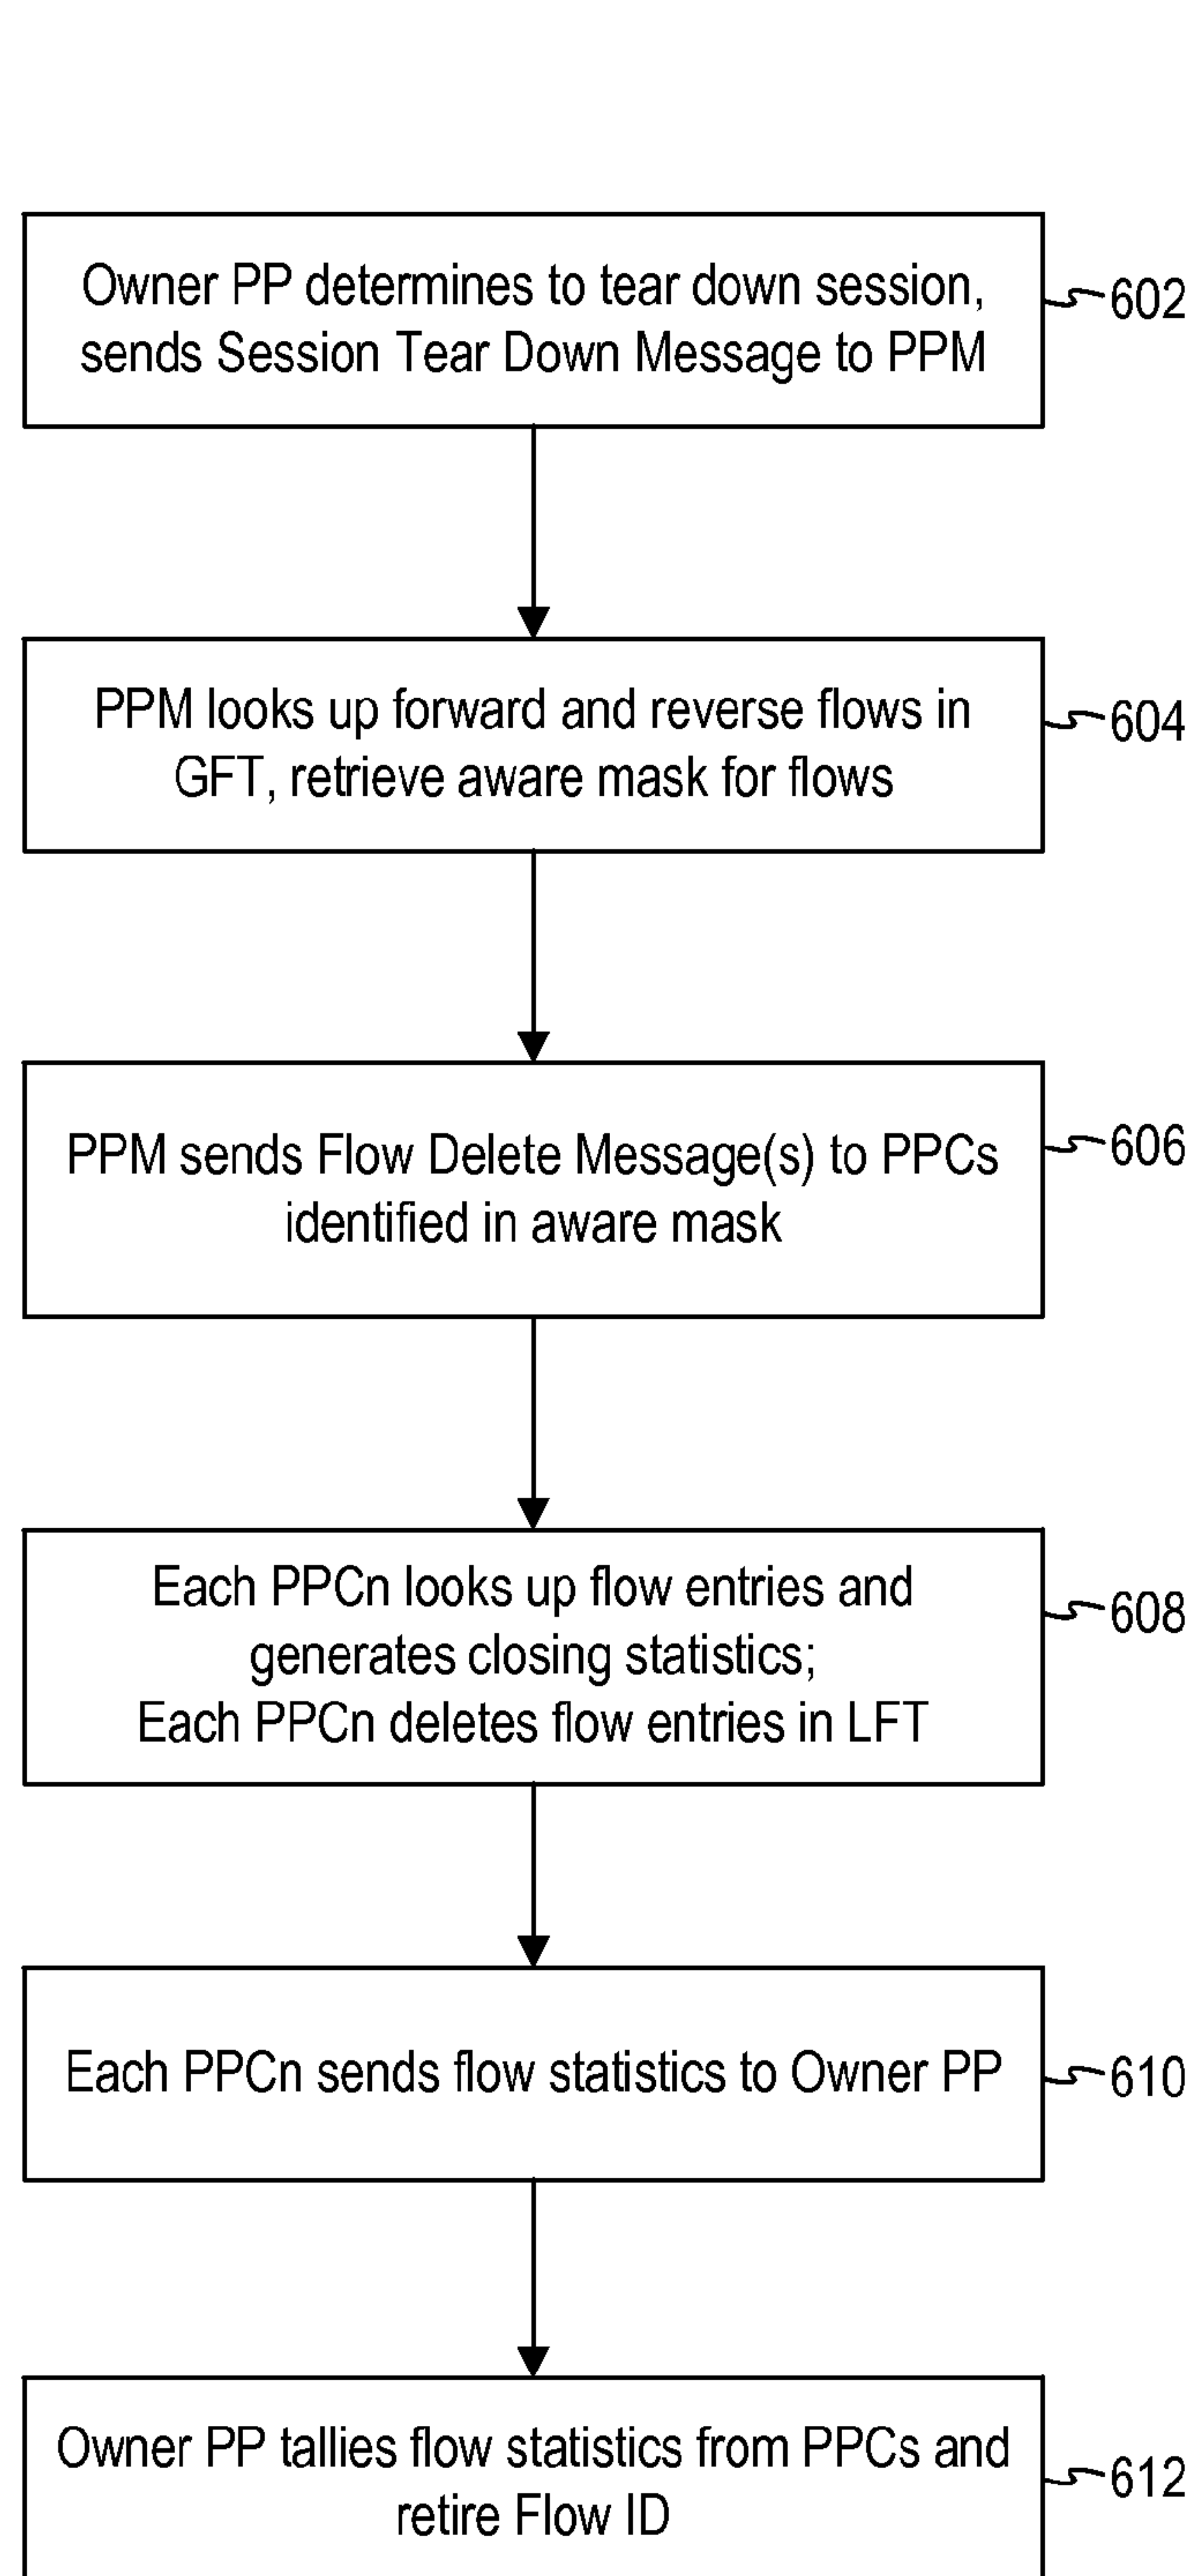 Owner PP determines to tear down session,
sends Session Tear Down Message to PPM
602
PPM looks up forward and reverse flows in
GFT, retrieve aware mask for flows
604
PPM sends Flow Delete Message(s) to PPCs
identified in aware mask
606
Each PPCn looks up flow entries and
generates closing statistics;
Each PPCn deletes flow entries in LFT
608
Each PPCn sends flow statistics to Owner PP
610
Owner PP tallies flow statistics from PPCs and
retire Flow ID
612